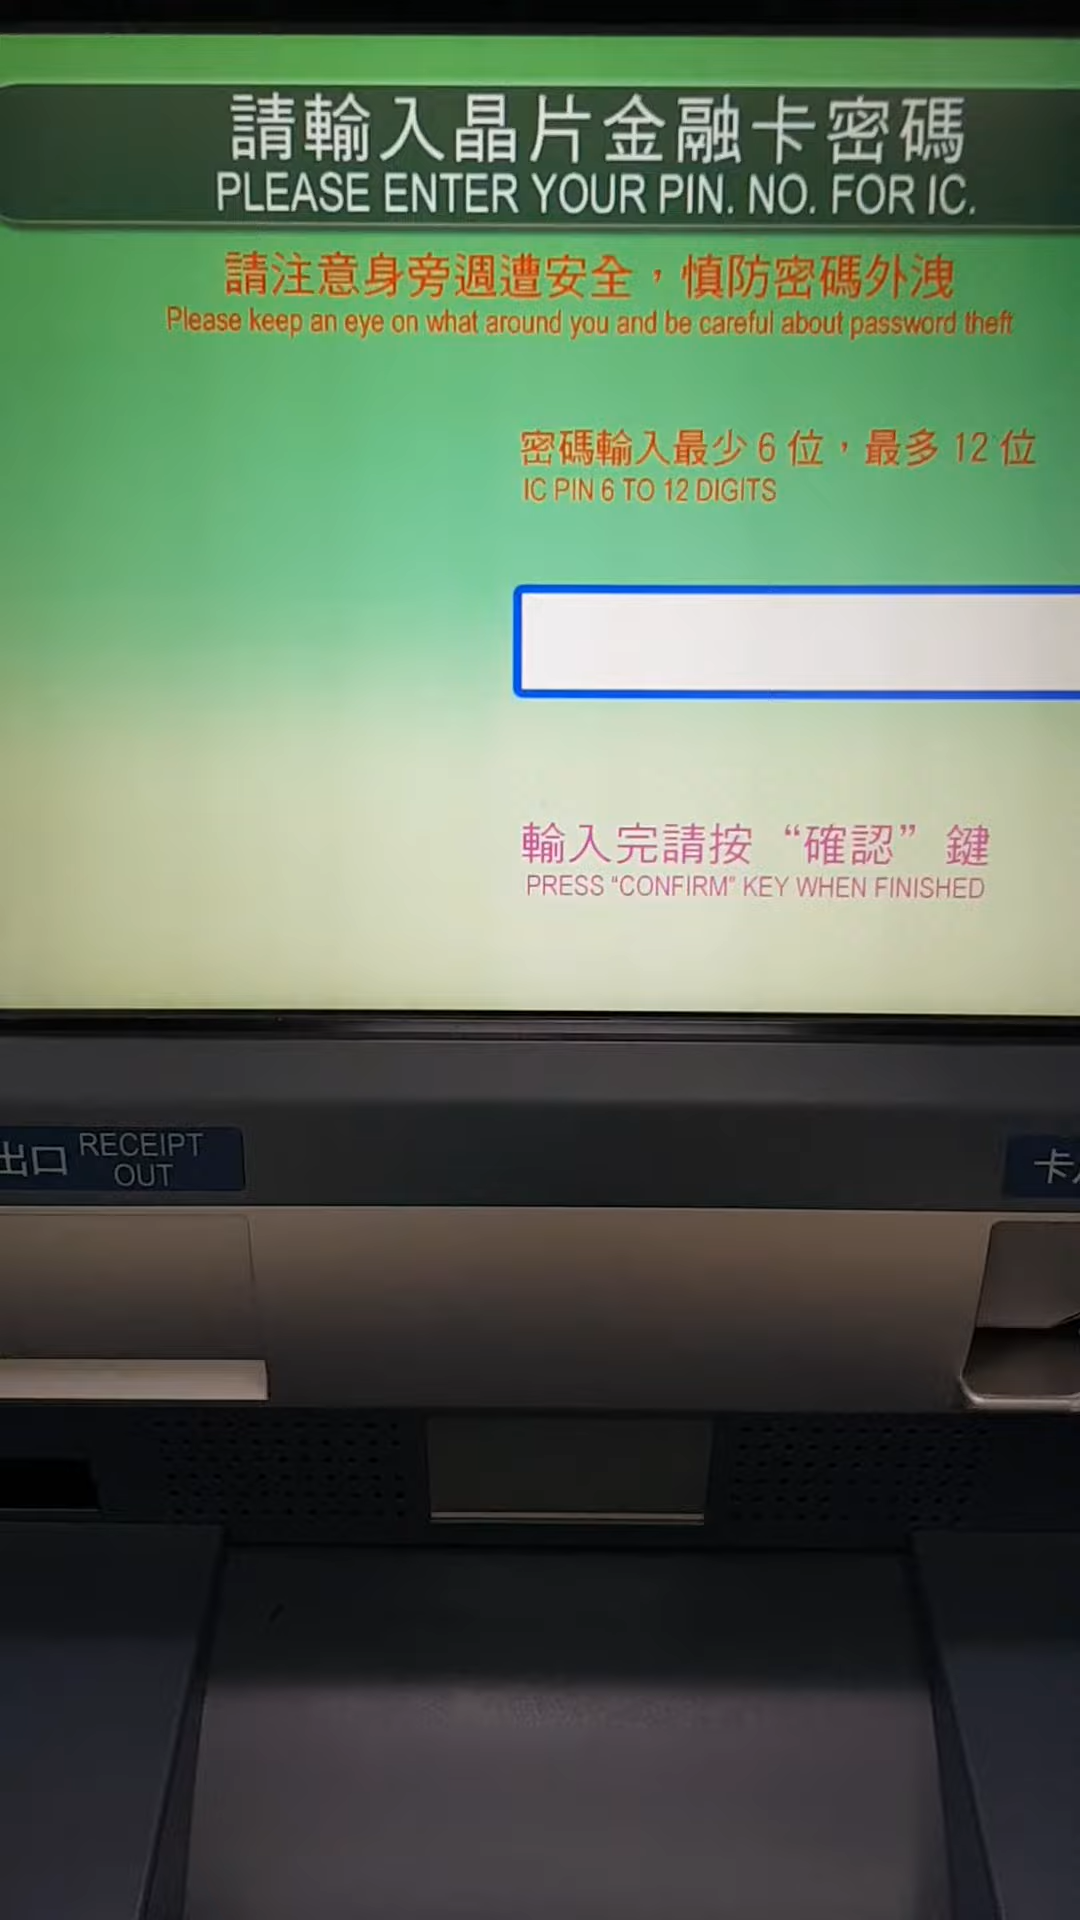 請輸入晶片金融卡密碼
PLEASE ENTER YOUR PIN. NO. FOR IC.
請注意身旁週遭安全，慎防密碼外洩
Please keep an eye on what around you and be careful about password theft
密碼輸入最少 6 位，最多 12 位
IC PIN 6 TO 12 DIGITS
輸入完請按 “確認” 鍵
PRESS “CONFIRM” KEY WHEN FINISHED
出口 RECEIPT
OUT
卡